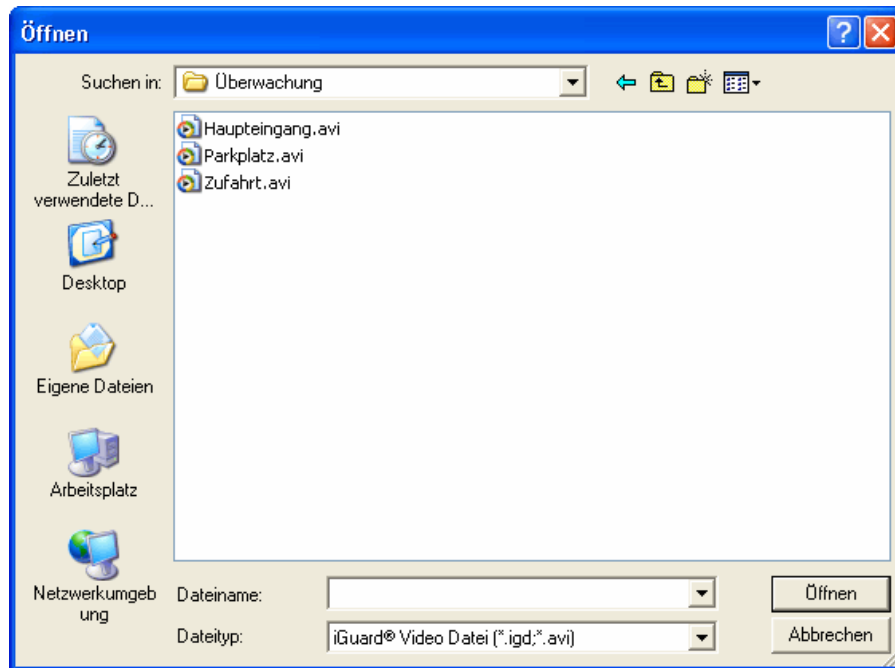 Öffnen
Suchen in:
Überwachung
Haupteingang.avi
Parkplatz.avi
Zufahrt.avi
Zuletzt
verwendete D...
Desktop
Eigene Dateien
Arbeitsplatz
Netzwerkumgeb
ung
Dateiname:
Öffnen
Dateityp:
iGuard® Video Datei (*.igd;*.avi)
Abbrechen